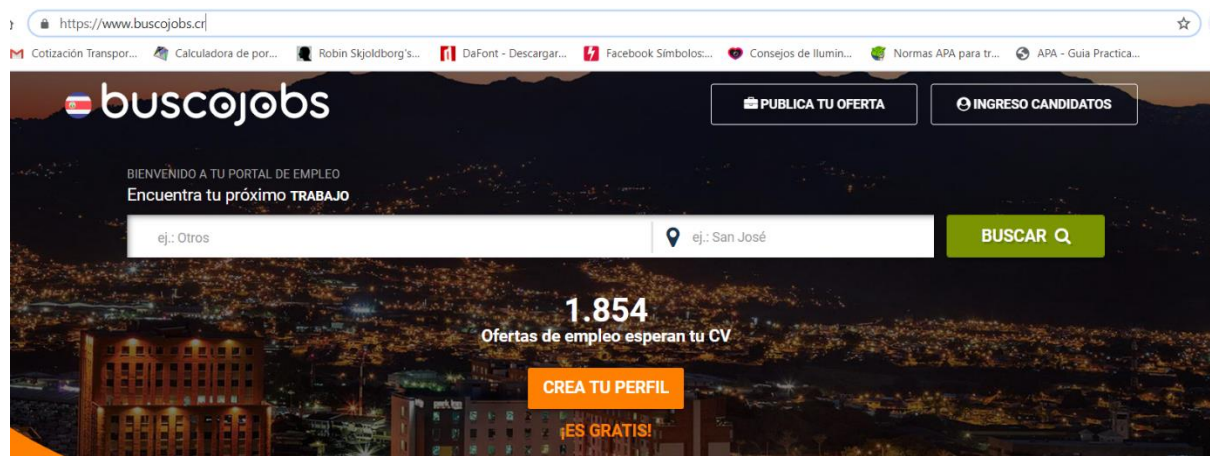 https://www.buscojobs.cr
Cotización Transpor... Calculadora de por... Robin Skjoldborg's... DaFont - Descargar... Facebook Símbolos:... Consejos de Ilumin... Normas APA para tr... APA - Guia Practica...
buscojobs
PUBLICA TU OFERTA
INGRESO CANDIDATOS
BIENVENIDO A TU PORTAL DE EMPLEO
Encuentra tu próximo TRABAJO
ej.: Otros
ej.: San José
BUSCAR
1.854
Ofertas de empleo esperan tu CV
CREA TU PERFIL
¡ES GRATIS!